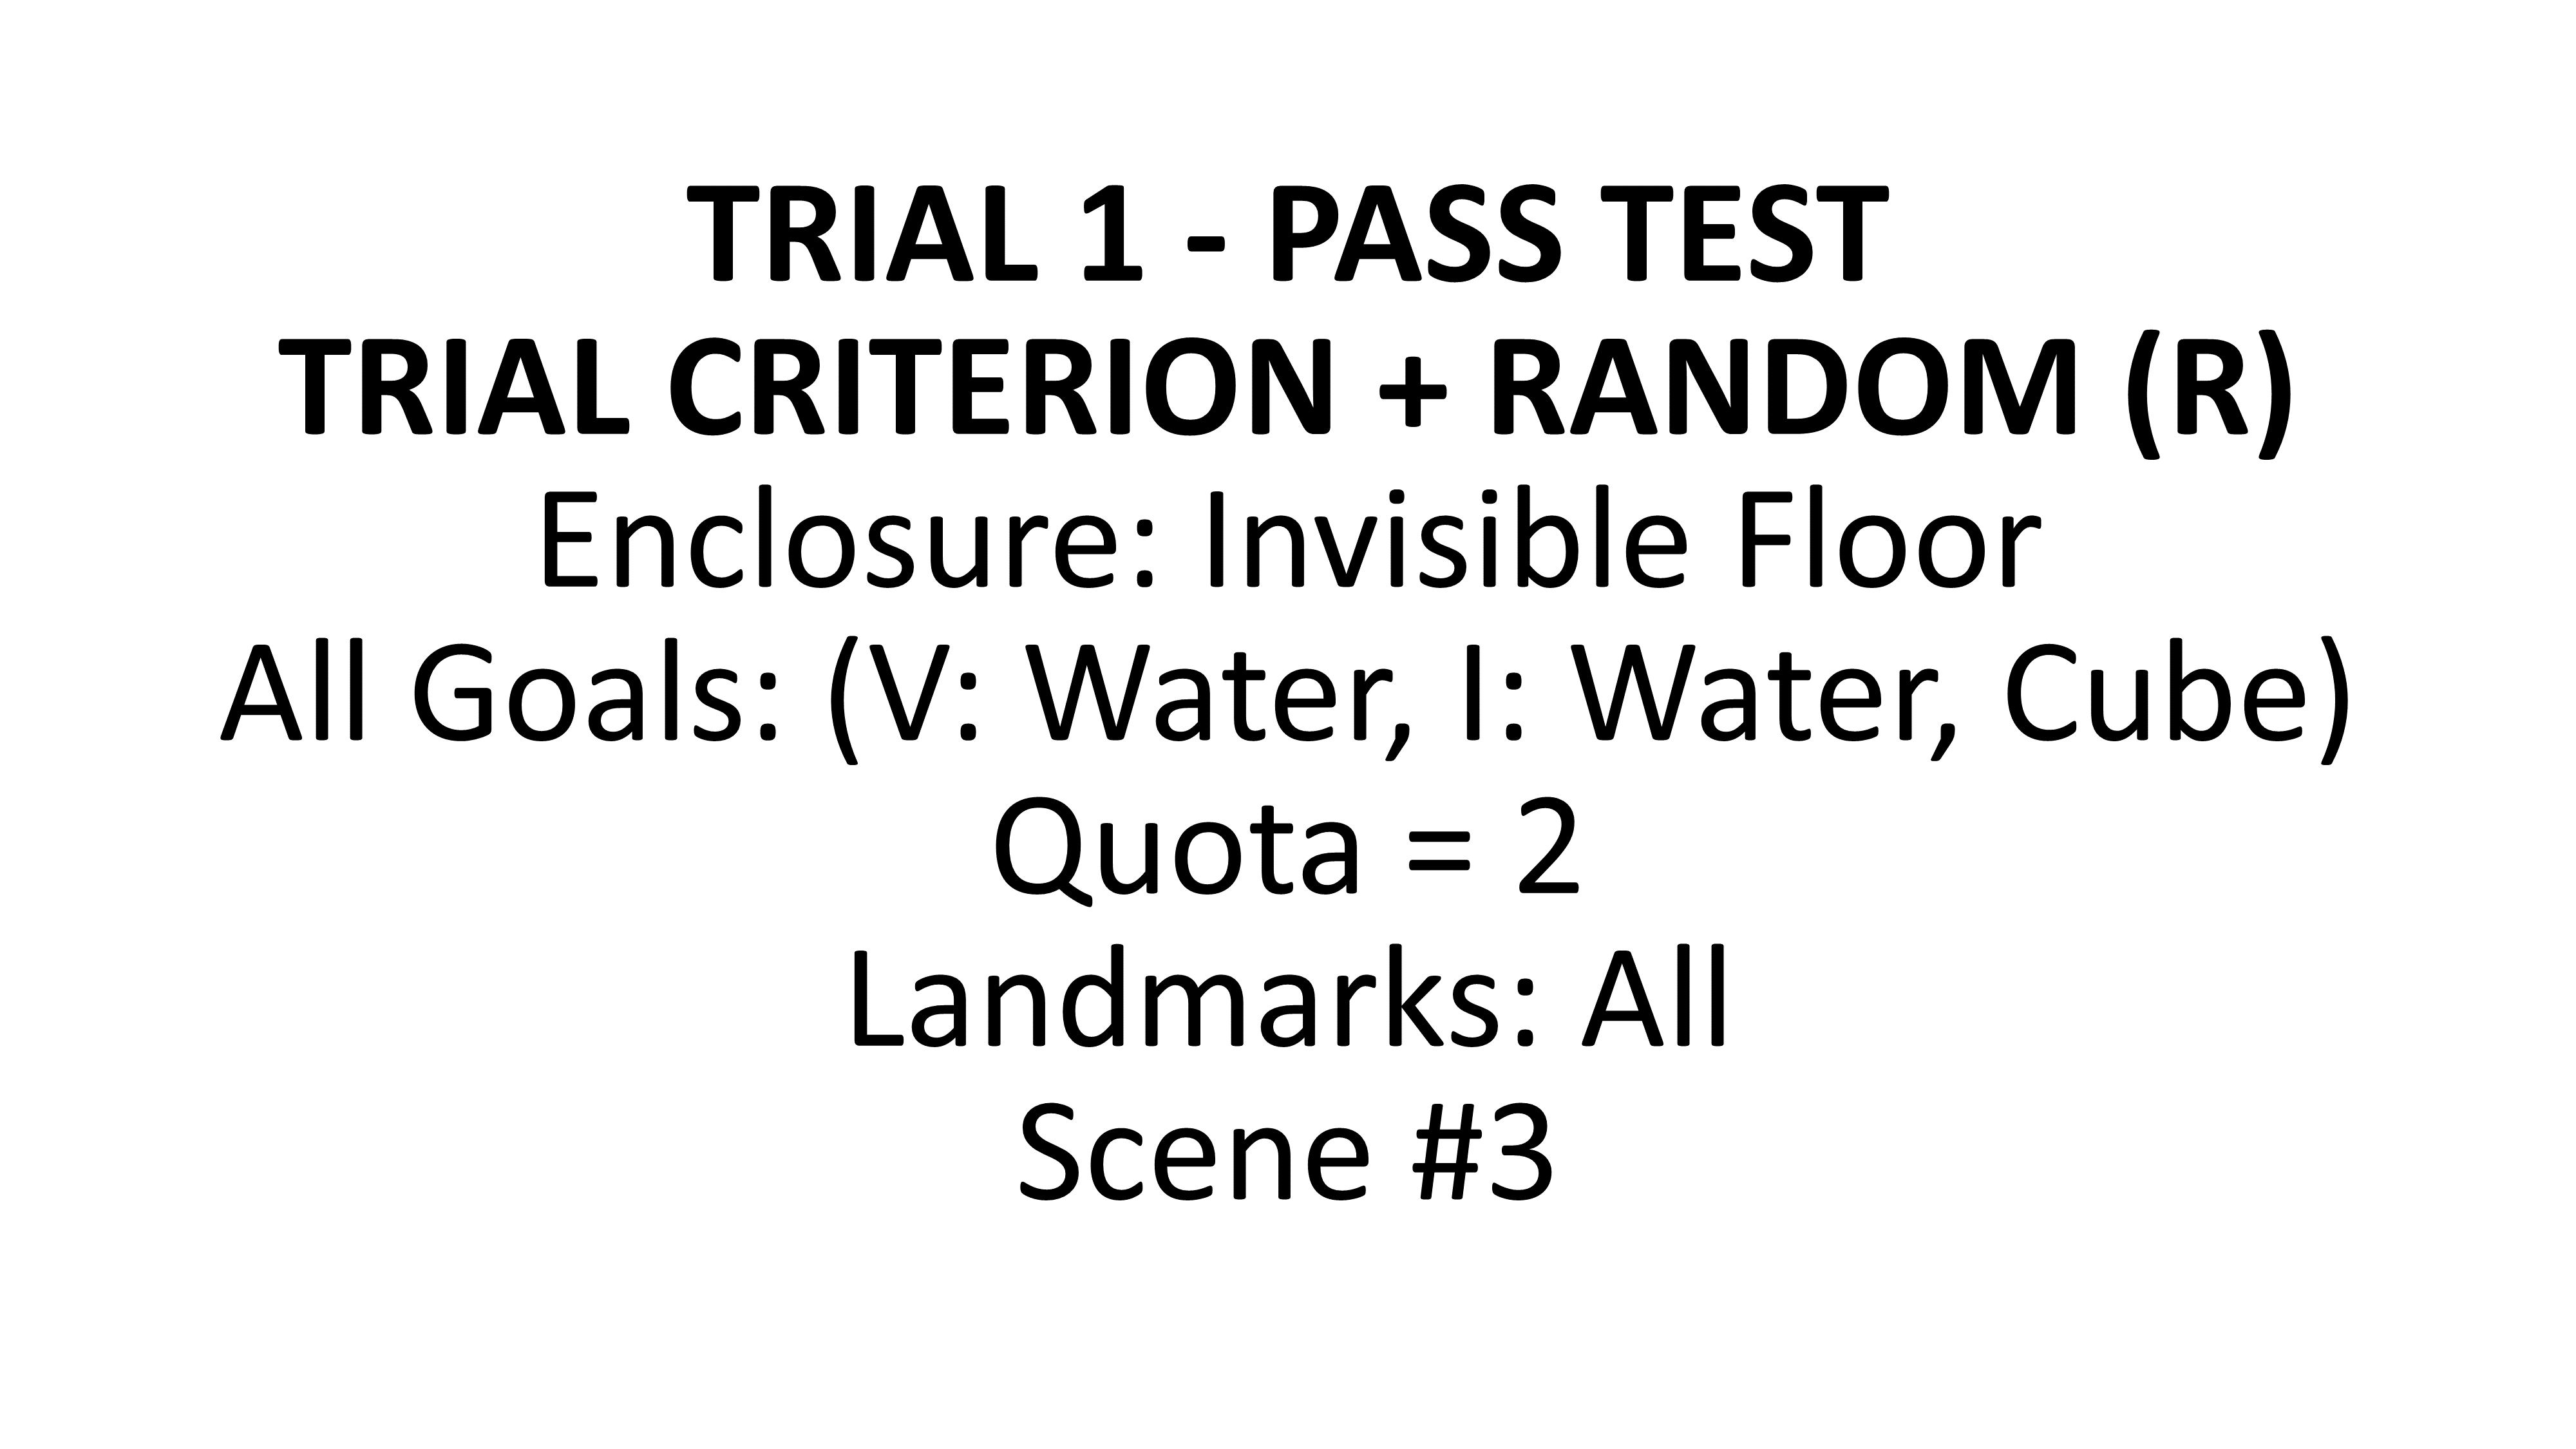 TRIAL 1 - PASS TEST
TRIAL CRITERION + RANDOM (R)
Enclosure: Invisible Floor
All Goals: (V: Water, I: Water, Cube)
Quota = 2
Landmarks: All
Scene #3